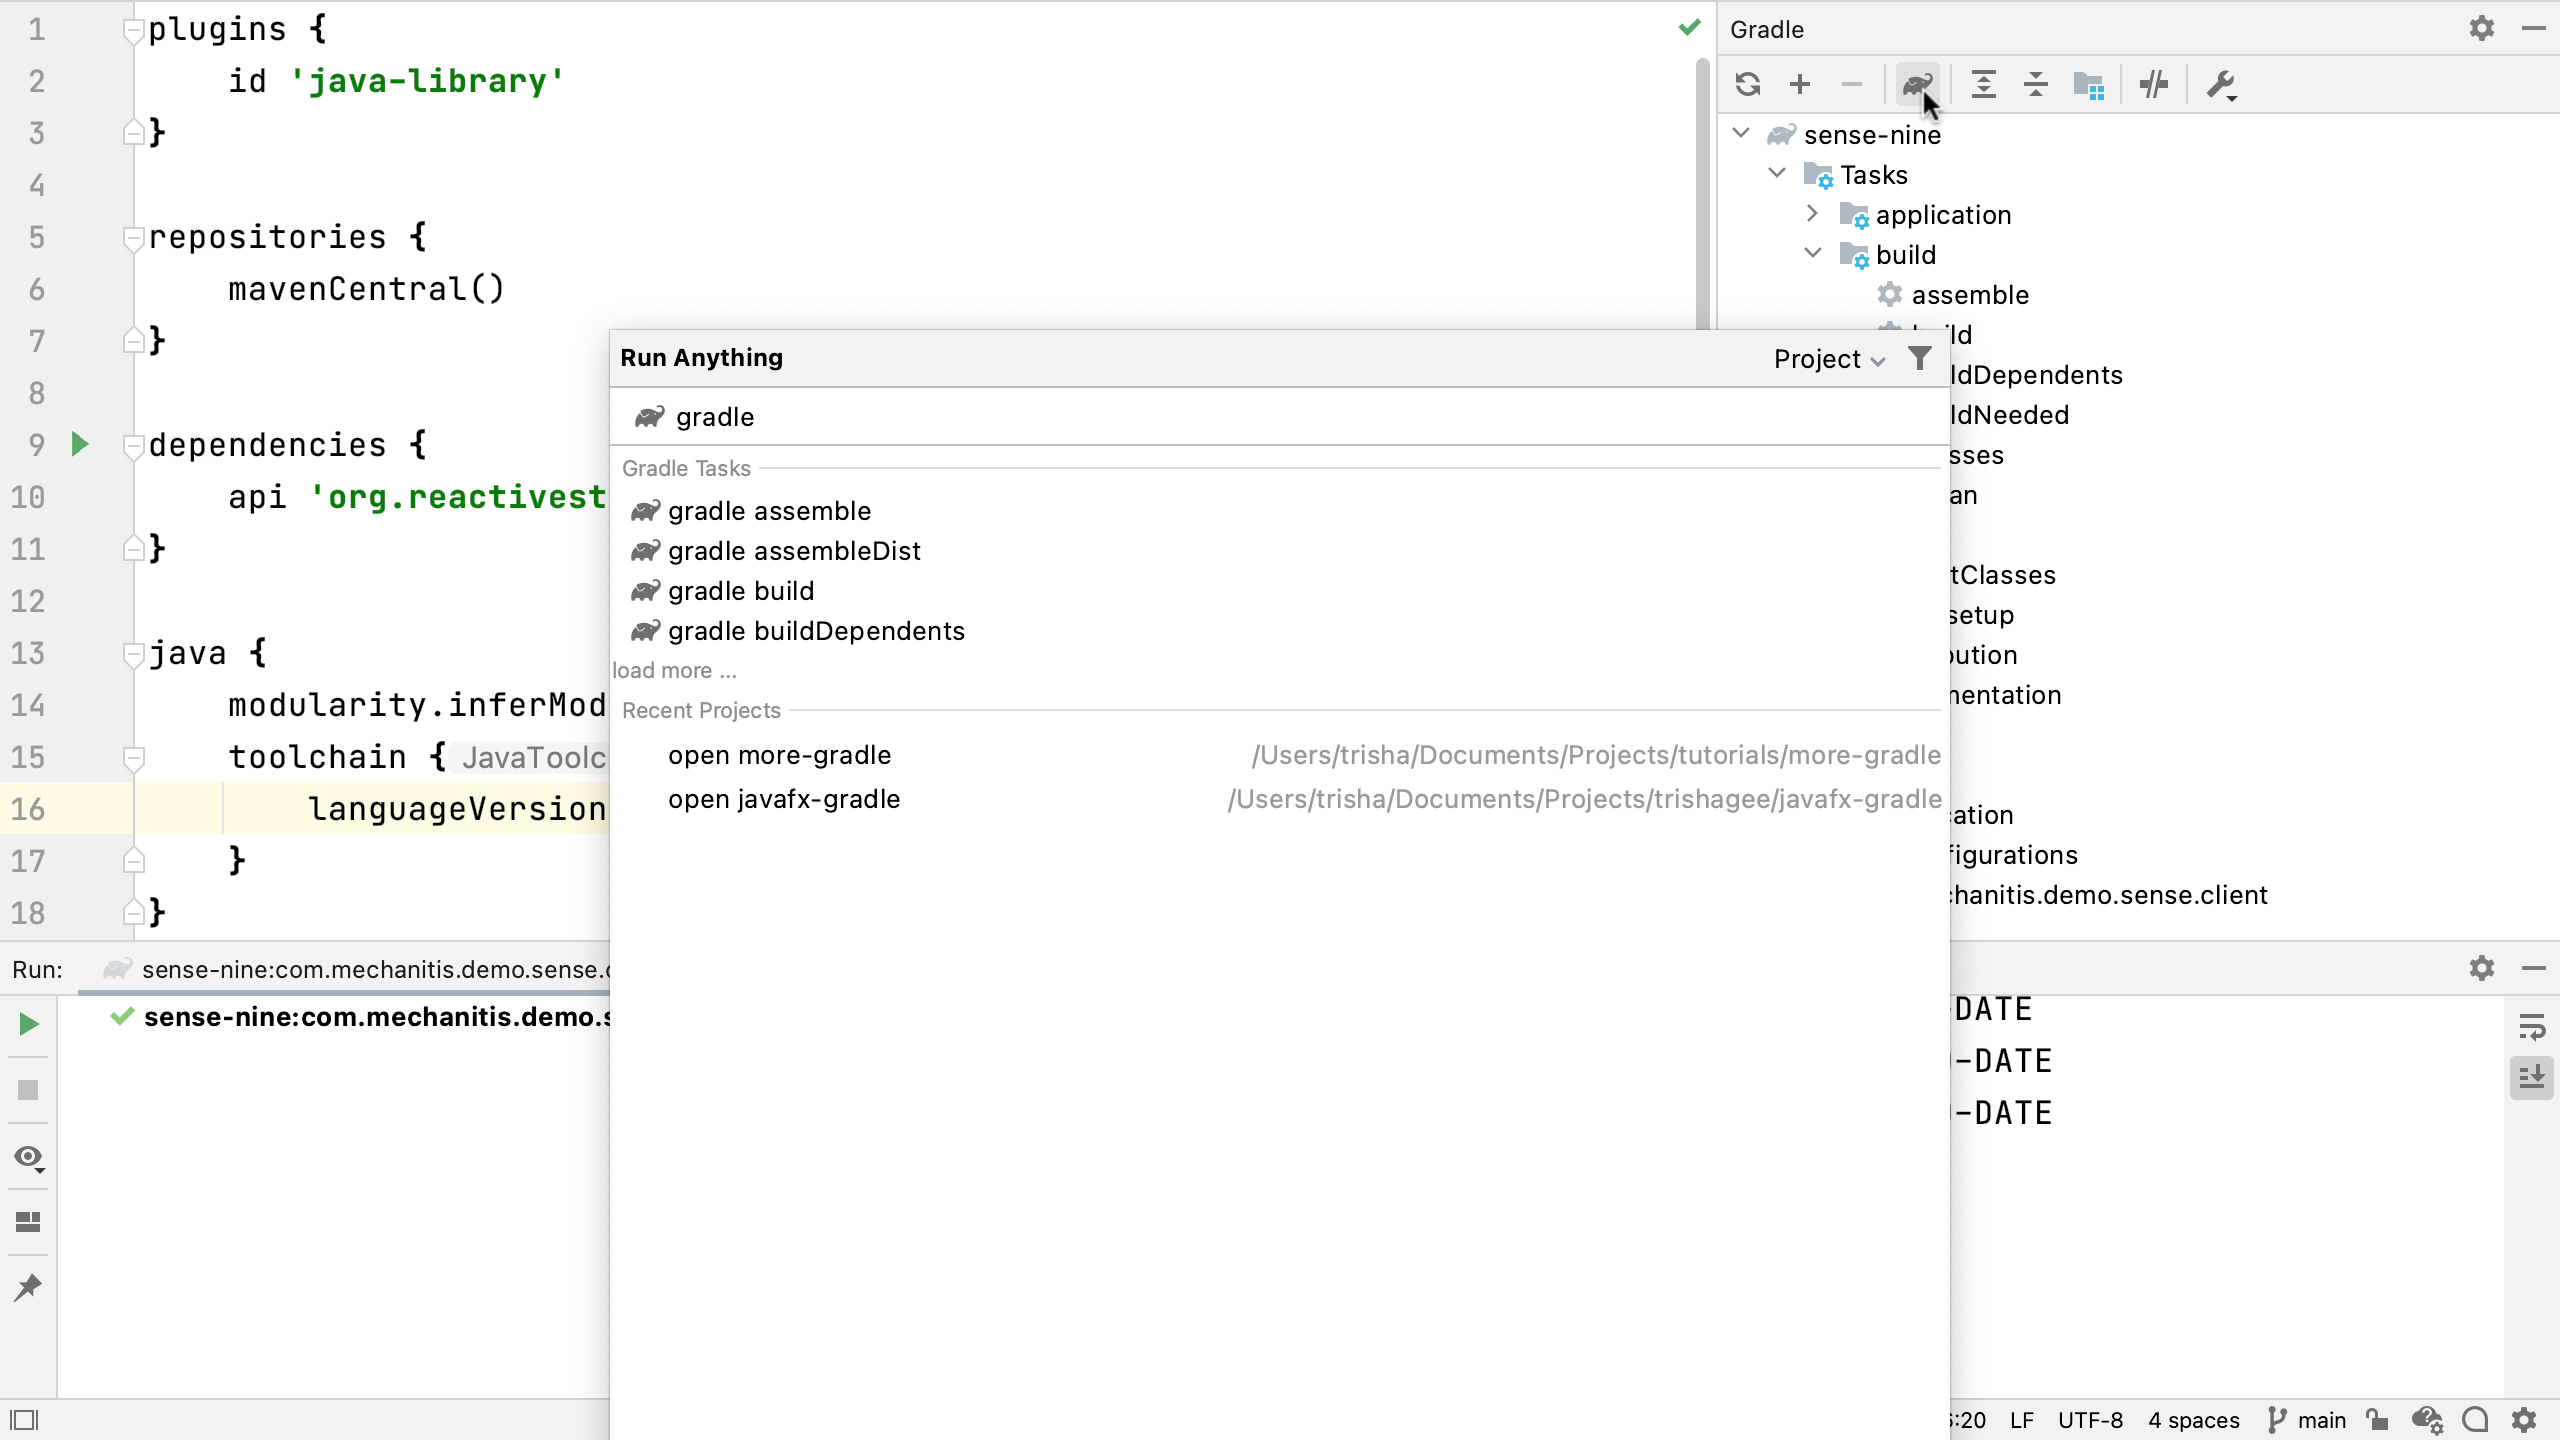 1 plugins {
2 id 'java-library'
3 }
4
5 repositories {
6 mavenCentral()
7 }
8
9 dependencies {
10 api 'org.reactivest
11 }
12
13 java {
14 modularity.inferMod
15 toolchain { JavaToolc
16 languageVersion
17 }
18 }
Gradle
sense-nine
Tasks
application
build
assemble
ild
ldDependents
ldNeeded
sses
an
tClasses
setup
bution
mentation
cation
figurations
chanitis.demo.sense.client
Run Anything
Project
gradle
Gradle Tasks
gradle assemble
gradle assembleDist
gradle build
gradle buildDependents
load more ...
Recent Projects
open more-gradle /Users/trisha/Documents/Projects/tutorials/more-gradle
open javafx-gradle /Users/trisha/Documents/Projects/trishagee/javafx-gradle
Run: sense-nine:com.mechanitis.demo.sense.c
sense-nine:com.mechanitis.demo.s
-DATE
-DATE
-DATE
:20 LF UTF-8 4 spaces main